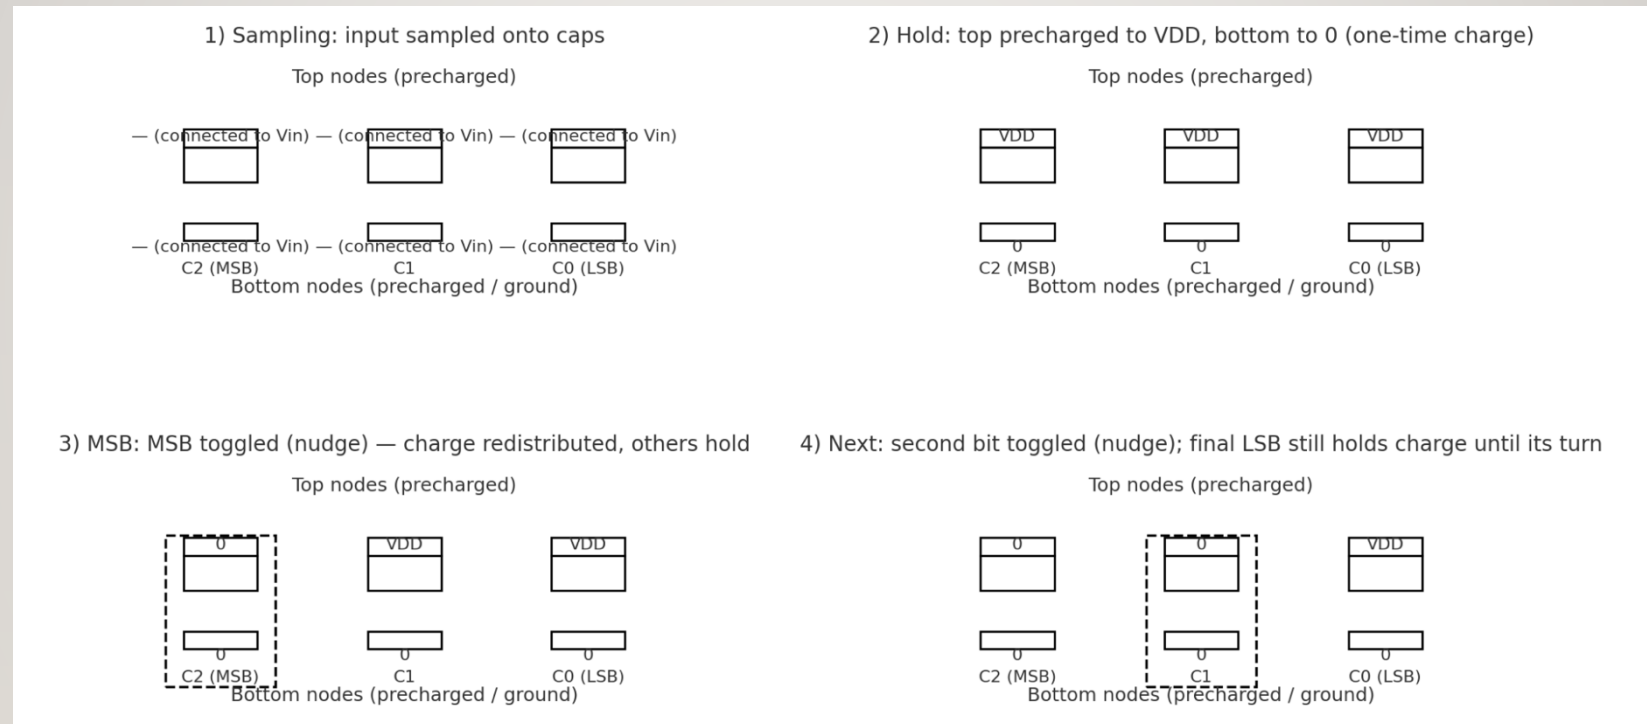 1) Sampling: input sampled onto caps
Top nodes (precharged)
— (connected to Vin) — (connected to Vin) — (connected to Vin)
— (connected to Vin) — (connected to Vin) — (connected to Vin)
C2 (MSB) C1 C0 (LSB)
Bottom nodes (precharged / ground)
2) Hold: top precharged to VDD, bottom to 0 (one-time charge)
Top nodes (precharged)
VDD VDD VDD
0 0 0
C2 (MSB) C1 C0 (LSB)
Bottom nodes (precharged / ground)
3) MSB: MSB toggled (nudge) — charge redistributed, others hold
Top nodes (precharged)
0 VDD VDD
0 0 0
C2 (MSB) C1 C0 (LSB)
Bottom nodes (precharged / ground)
4) Next: second bit toggled (nudge); final LSB still holds charge until its turn
Top nodes (precharged)
0 0 VDD
0 0 0
C2 (MSB) C1 C0 (LSB)
Bottom nodes (precharged / ground)